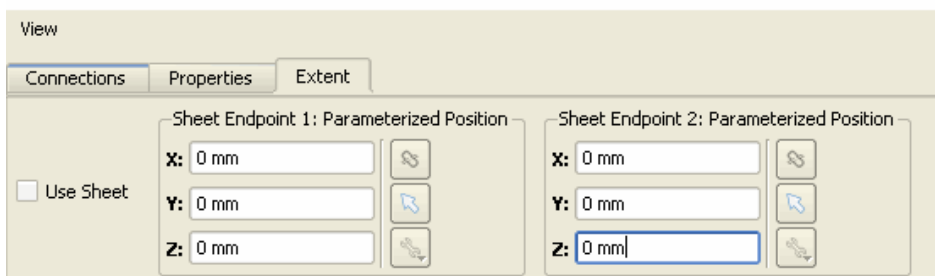 View
Connections Properties Extent
Sheet Endpoint 1: Parameterized Position Sheet Endpoint 2: Parameterized Position
X: 0 mm X: 0 mm
Use Sheet Y: 0 mm Y: 0 mm
Z: 0 mm Z: 0 mm